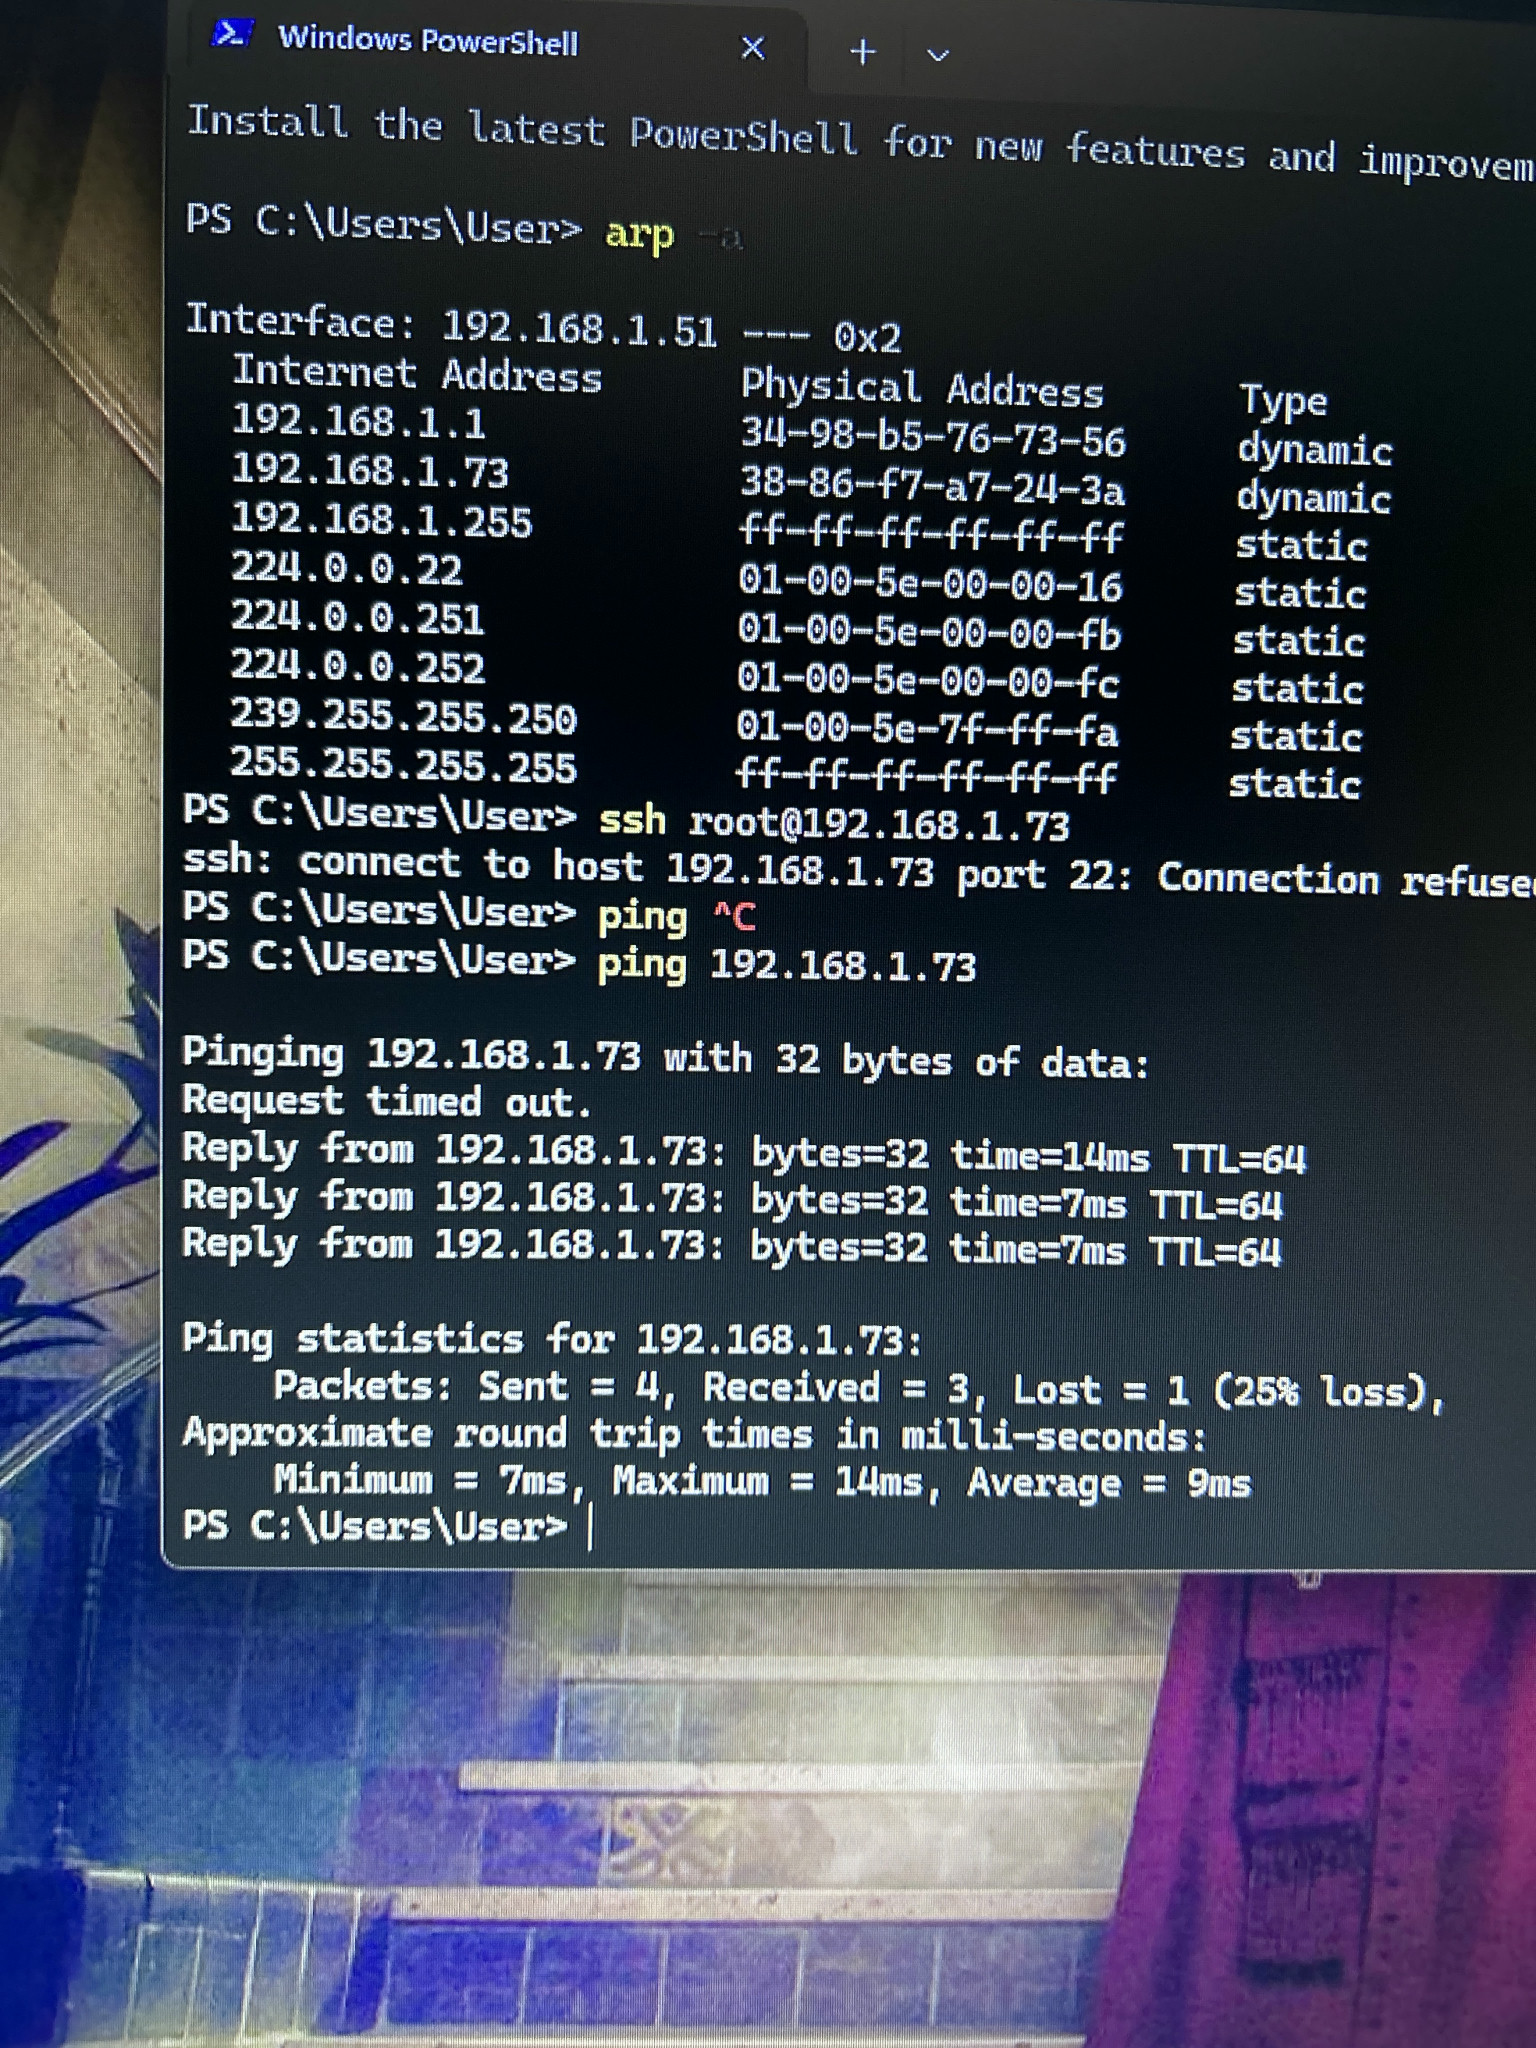 Windows PowerShell
Install the latest PowerShell for new features and improvem
PS C:\Users\User> arp -a
Interface: 192.168.1.51 --- 0x2
Internet Address Physical Address Type
192.168.1.1 34-98-b5-76-73-56 dynamic
192.168.1.73 38-86-f7-a7-24-3a dynamic
192.168.1.255 ff-ff-ff-ff-ff-ff static
224.0.0.22 01-00-5e-00-00-16 static
224.0.0.251 01-00-5e-00-00-fb static
224.0.0.252 01-00-5e-00-00-fc static
239.255.255.250 01-00-5e-7f-ff-fa static
255.255.255.255 ff-ff-ff-ff-ff-ff static
PS C:\Users\User> ssh root@192.168.1.73
ssh: connect to host 192.168.1.73 port 22: Connection refused
PS C:\Users\User> ping ^C
PS C:\Users\User> ping 192.168.1.73
Pinging 192.168.1.73 with 32 bytes of data:
Request timed out.
Reply from 192.168.1.73: bytes=32 time=14ms TTL=64
Reply from 192.168.1.73: bytes=32 time=7ms TTL=64
Reply from 192.168.1.73: bytes=32 time=7ms TTL=64
Ping statistics for 192.168.1.73:
Packets: Sent = 4, Received = 3, Lost = 1 (25% loss),
Approximate round trip times in milli-seconds:
Minimum = 7ms, Maximum = 14ms, Average = 9ms
PS C:\Users\User>